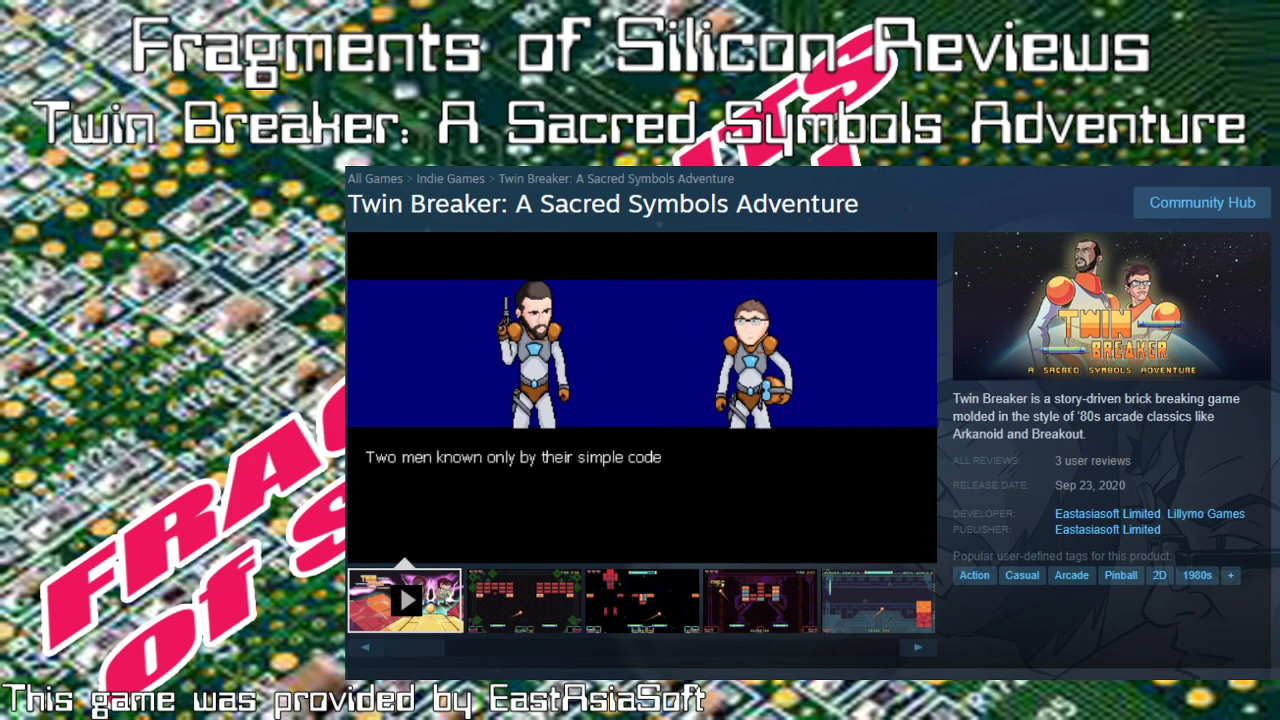 Fragments of Silicon Reviews
Twin Breaker: A Sacred Symbols Adventure
All Games > Indie Games > Twin Breaker: A Sacred Symbols Adventure
Twin Breaker: A Sacred Symbols Adventure
Community Hub
Two men known only by their simple code
TWIN
BREAKER
A SACRED SYMBOLS ADVENTURE
Twin Breaker is a story-driven brick breaking game
molded in the style of '80s arcade classics like
Arkanoid and Breakout.
ALL REVIEWS: 3 user reviews
RELEASE DATE: Sep 23, 2020
DEVELOPER: Eastasiasoft Limited, Lillymo Games
PUBLISHER: Eastasiasoft Limited
Popular user-defined tags for this product:
Action Casual Arcade Pinball 2D 1980s +
This game was provided by EastAsiaSoft